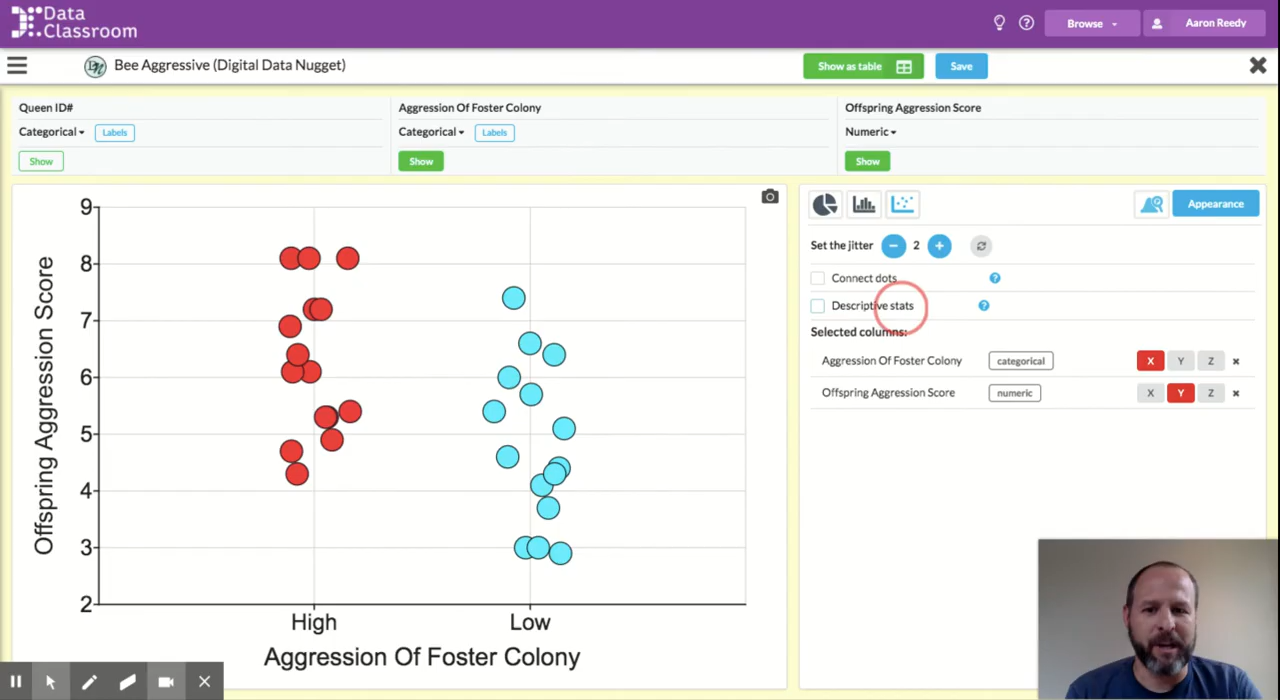 Data
Classroom
Browse
Aaron Reedy
Bee Aggressive (Digital Data Nugget)
Show as table
Save
Queen ID#
Aggression Of Foster Colony
Offspring Aggression Score
Categorical
Labels
Categorical
Labels
Numeric
Show
Show
Show
9
8
7
6
5
4
3
2
Offspring Aggression Score
High
Low
Aggression Of Foster Colony
Appearance
Set the jitter
2
Connect dots
Descriptive stats
Selected columns:
Aggression Of Foster Colony
categorical
X
Y
Z
Offspring Aggression Score
numeric
X
Y
Z